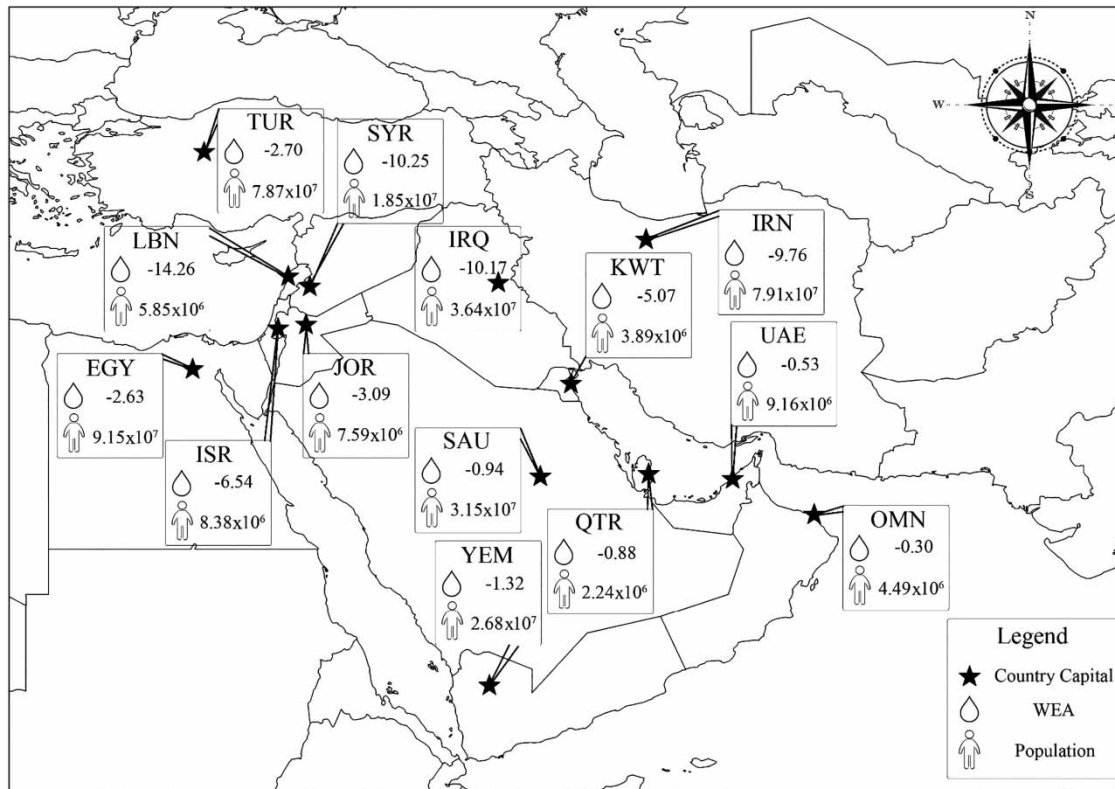 N
W
S
TUR
-2.70
7.87x10⁷
SYR
-10.25
1.85x10⁷
LBN
-14.26
5.85x10⁶
IRQ
-10.17
3.64x10⁷
IRN
-9.76
7.91x10⁷
KWT
-5.07
3.89x10⁶
UAE
-0.53
9.16x10⁶
EGY
-2.63
9.15x10⁷
JOR
-3.09
7.59x10⁶
ISR
-6.54
8.38x10⁶
SAU
-0.94
3.15x10⁷
QTR
-0.88
2.24x10⁶
OMN
-0.30
4.49x10⁶
YEM
-1.32
2.68x10⁷
Legend
Country Capital
WEA
Population